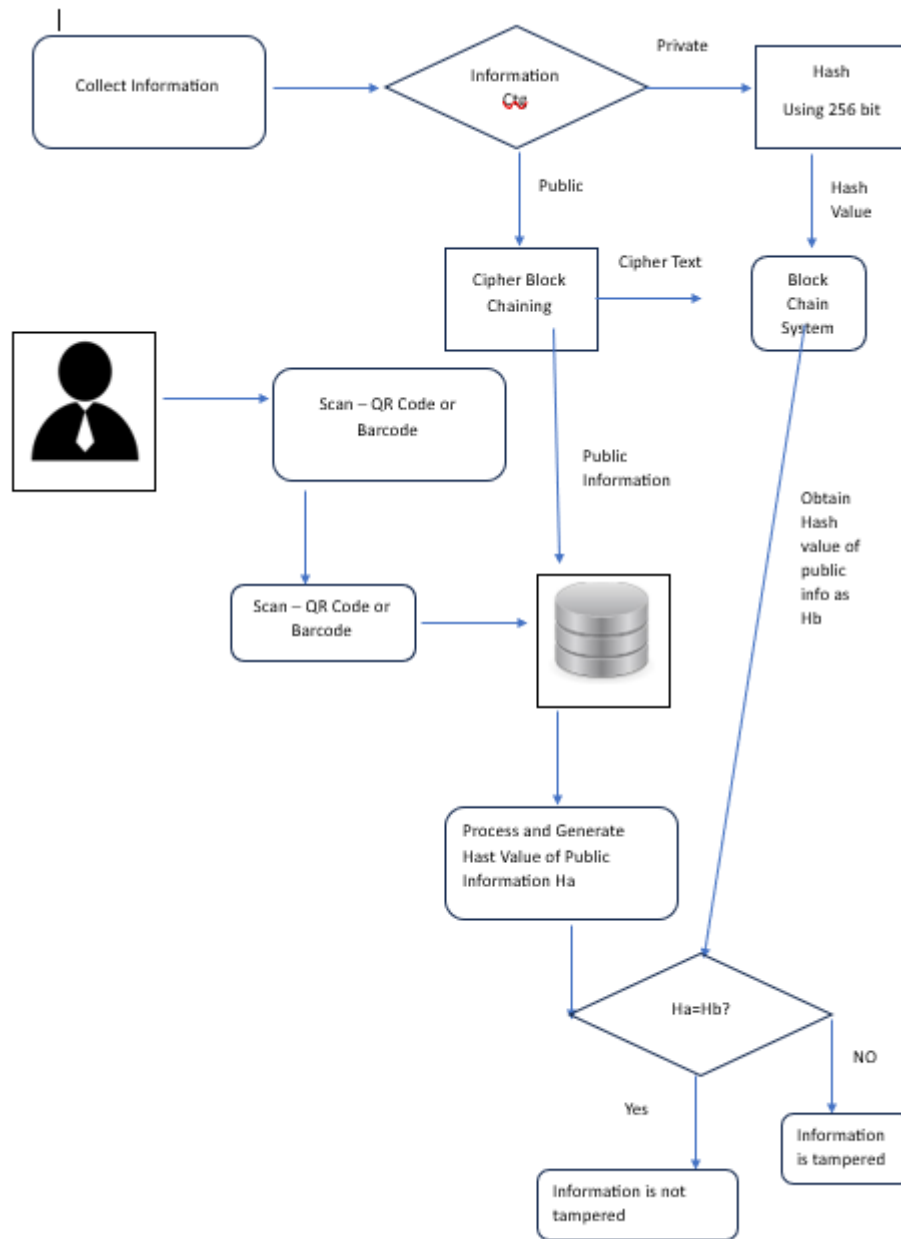 Collect Information
Information
Ctg
Private
Hash
Using 256 bit
Public
Hash
Value
Cipher Block
Chaining
Cipher Text
Block
Chain
System
Scan – QR Code or
Barcode
Public
Information
Obtain
Hash
value of
public
info as
Hb
Scan – QR Code or
Barcode
Process and Generate
Hast Value of Public
Information Ha
Ha=Hb?
NO
Yes
Information
is tampered
Information is not
tampered